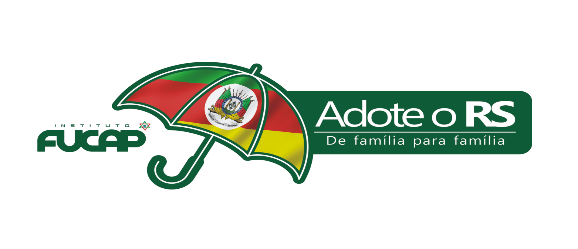 INSTITUTO
FUCAP
Adote o RS
De família para família